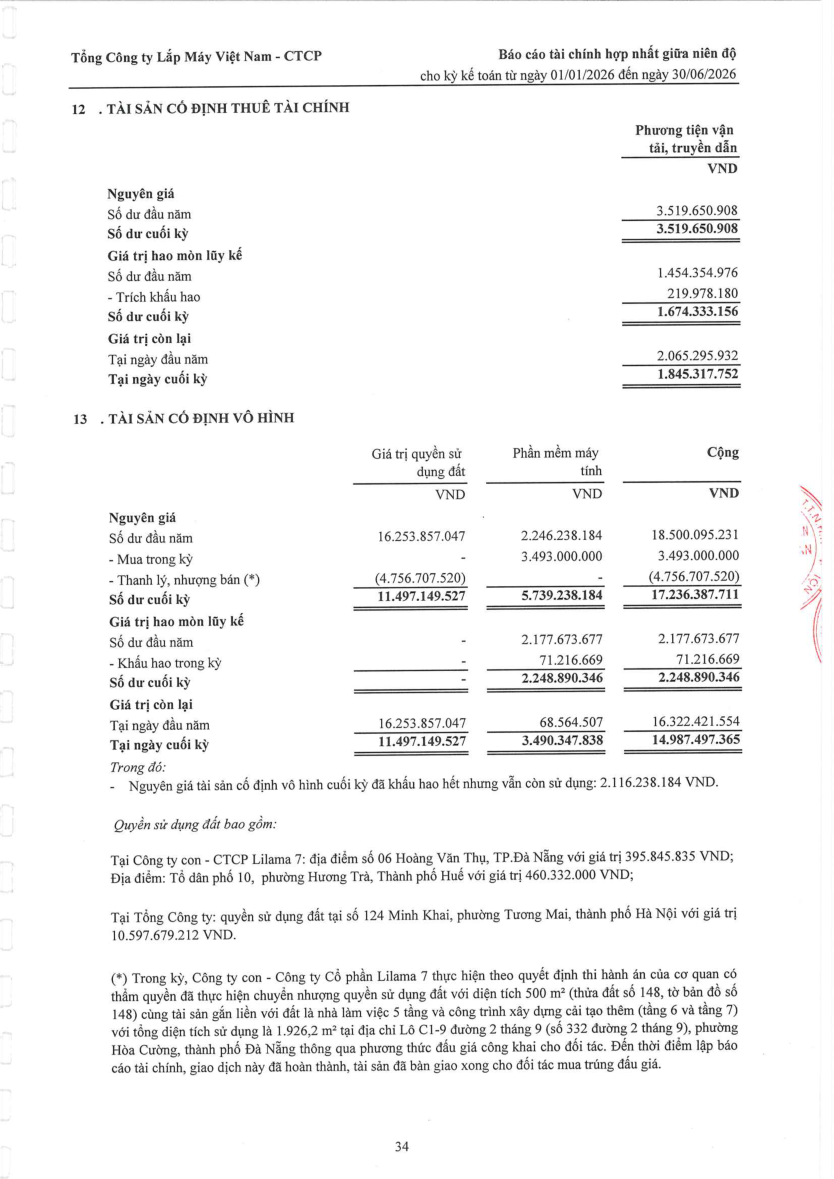 Tổng Công ty Lắp Máy Việt Nam - CTCP
Báo cáo tài chính hợp nhất giữa niên độ
cho kỳ kế toán từ ngày 01/01/2026 đến ngày 30/06/2026
12 . TÀI SẢN CỐ ĐỊNH THUÊ TÀI CHÍNH
Phương tiện vận
tải, truyền dẫn
VND
Nguyên giá
Số dư đầu năm 3.519.650.908
Số dư cuối kỳ 3.519.650.908
Giá trị hao mòn lũy kế
Số dư đầu năm 1.454.354.976
- Trích khấu hao 219.978.180
Số dư cuối kỳ 1.674.333.156
Giá trị còn lại
Tại ngày đầu năm 2.065.295.932
Tại ngày cuối kỳ 1.845.317.752
13 . TÀI SẢN CỐ ĐỊNH VÔ HÌNH
Giá trị quyền sử Phần mềm máy Cộng
dụng đất tính
VND VND VND
Nguyên giá
Số dư đầu năm 16.253.857.047 2.246.238.184 18.500.095.231
- Mua trong kỳ - 3.493.000.000 3.493.000.000
- Thanh lý, nhượng bán (*) (4.756.707.520) - (4.756.707.520)
Số dư cuối kỳ 11.497.149.527 5.739.238.184 17.236.387.711
Giá trị hao mòn lũy kế
Số dư đầu năm - 2.177.673.677 2.177.673.677
- Khấu hao trong kỳ - 71.216.669 71.216.669
Số dư cuối kỳ - 2.248.890.346 2.248.890.346
Giá trị còn lại
Tại ngày đầu năm 16.253.857.047 68.564.507 16.322.421.554
Tại ngày cuối kỳ 11.497.149.527 3.490.347.838 14.987.497.365
Trong đó:
- Nguyên giá tài sản cố định vô hình cuối kỳ đã khấu hao hết nhưng vẫn còn sử dụng: 2.116.238.184 VND.
Quyền sử dụng đất bao gồm:
Tại Công ty con - CTCP Lilama 7: địa điểm số 06 Hoàng Văn Thụ, TP.Đà Nẵng với giá trị 395.845.835 VND;
Địa điểm: Tổ dân phố 10, phường Hương Trà, Thành phố Huế với giá trị 460.332.000 VND;
Tại Tổng Công ty: quyền sử dụng đất tại số 124 Minh Khai, phường Tương Mai, thành phố Hà Nội với giá trị
10.597.679.212 VND.
(*) Trong kỳ, Công ty con - Công ty Cổ phần Lilama 7 thực hiện theo quyết định thi hành án của cơ quan có
thẩm quyền đã thực hiện chuyển nhượng quyền sử dụng đất với diện tích 500 m² (thửa đất số 148, tờ bản đồ số
148) cùng tài sản gắn liền với đất là nhà làm việc 5 tầng và công trình xây dựng cải tạo thêm (tầng 6 và tầng 7)
với tổng diện tích sử dụng là 1.926,2 m² tại địa chỉ Lô C1-9 đường 2 tháng 9 (số 332 đường 2 tháng 9), phường
Hòa Cường, thành phố Đà Nẵng thông qua phương thức đấu giá công khai cho đối tác. Đến thời điểm lập báo
cáo tài chính, giao dịch này đã hoàn thành, tài sản đã bàn giao xong cho đối tác mua trúng đấu giá.
34